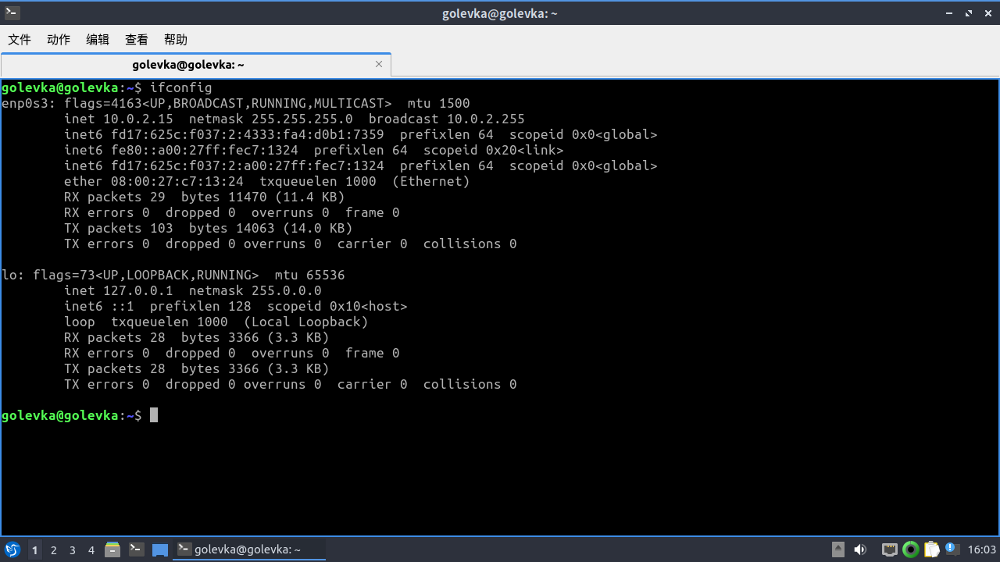 golevka@golevka: ~
文件 动作 编辑 查看 帮助
golevka@golevka: ~
golevka@golevka:~$ ifconfig
enp0s3: flags=4163<UP,BROADCAST,RUNNING,MULTICAST>  mtu 1500
        inet 10.0.2.15  netmask 255.255.255.0  broadcast 10.0.2.255
        inet6 fd17:625c:f037:2:4333:fa4:d0b1:7359  prefixlen 64  scopeid 0x0<global>
        inet6 fe80::a00:27ff:fec7:1324  prefixlen 64  scopeid 0x20<link>
        inet6 fd17:625c:f037:2:a00:27ff:fec7:1324  prefixlen 64  scopeid 0x0<global>
        ether 08:00:27:c7:13:24  txqueuelen 1000  (Ethernet)
        RX packets 29  bytes 11470 (11.4 KB)
        RX errors 0  dropped 0  overruns 0  frame 0
        TX packets 103  bytes 14063 (14.0 KB)
        TX errors 0  dropped 0 overruns 0  carrier 0  collisions 0
lo: flags=73<UP,LOOPBACK,RUNNING>  mtu 65536
        inet 127.0.0.1  netmask 255.0.0.0
        inet6 ::1  prefixlen 128  scopeid 0x10<host>
        loop  txqueuelen 1000  (Local Loopback)
        RX packets 28  bytes 3366 (3.3 KB)
        RX errors 0  dropped 0  overruns 0  frame 0
        TX packets 28  bytes 3366 (3.3 KB)
        TX errors 0  dropped 0 overruns 0  carrier 0  collisions 0
golevka@golevka:~$
1 2 3 4 golevka@golevka: ~ 16:03